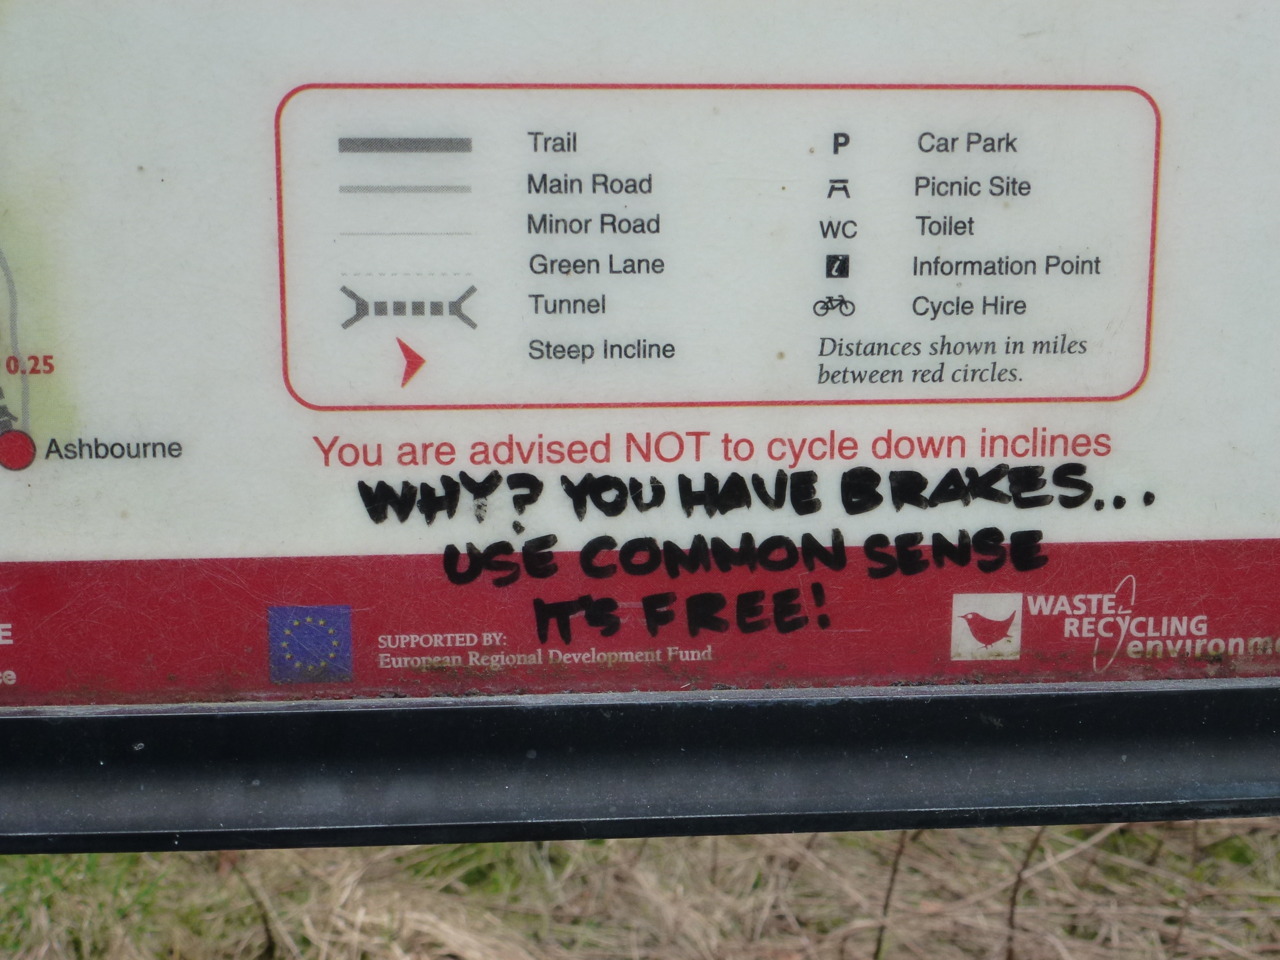 Trail
Main Road
Minor Road
Green Lane
Tunnel
Steep Incline
P Car Park
Picnic Site
WC Toilet
i Information Point
Cycle Hire
Distances shown in miles
between red circles.
0.25
Ashbourne
You are advised NOT to cycle down inclines
WHY? YOU HAVE BRAKES...
USE COMMON SENSE
IT'S FREE!
SUPPORTED BY:
European Regional Development Fund
WASTE
RECYCLING